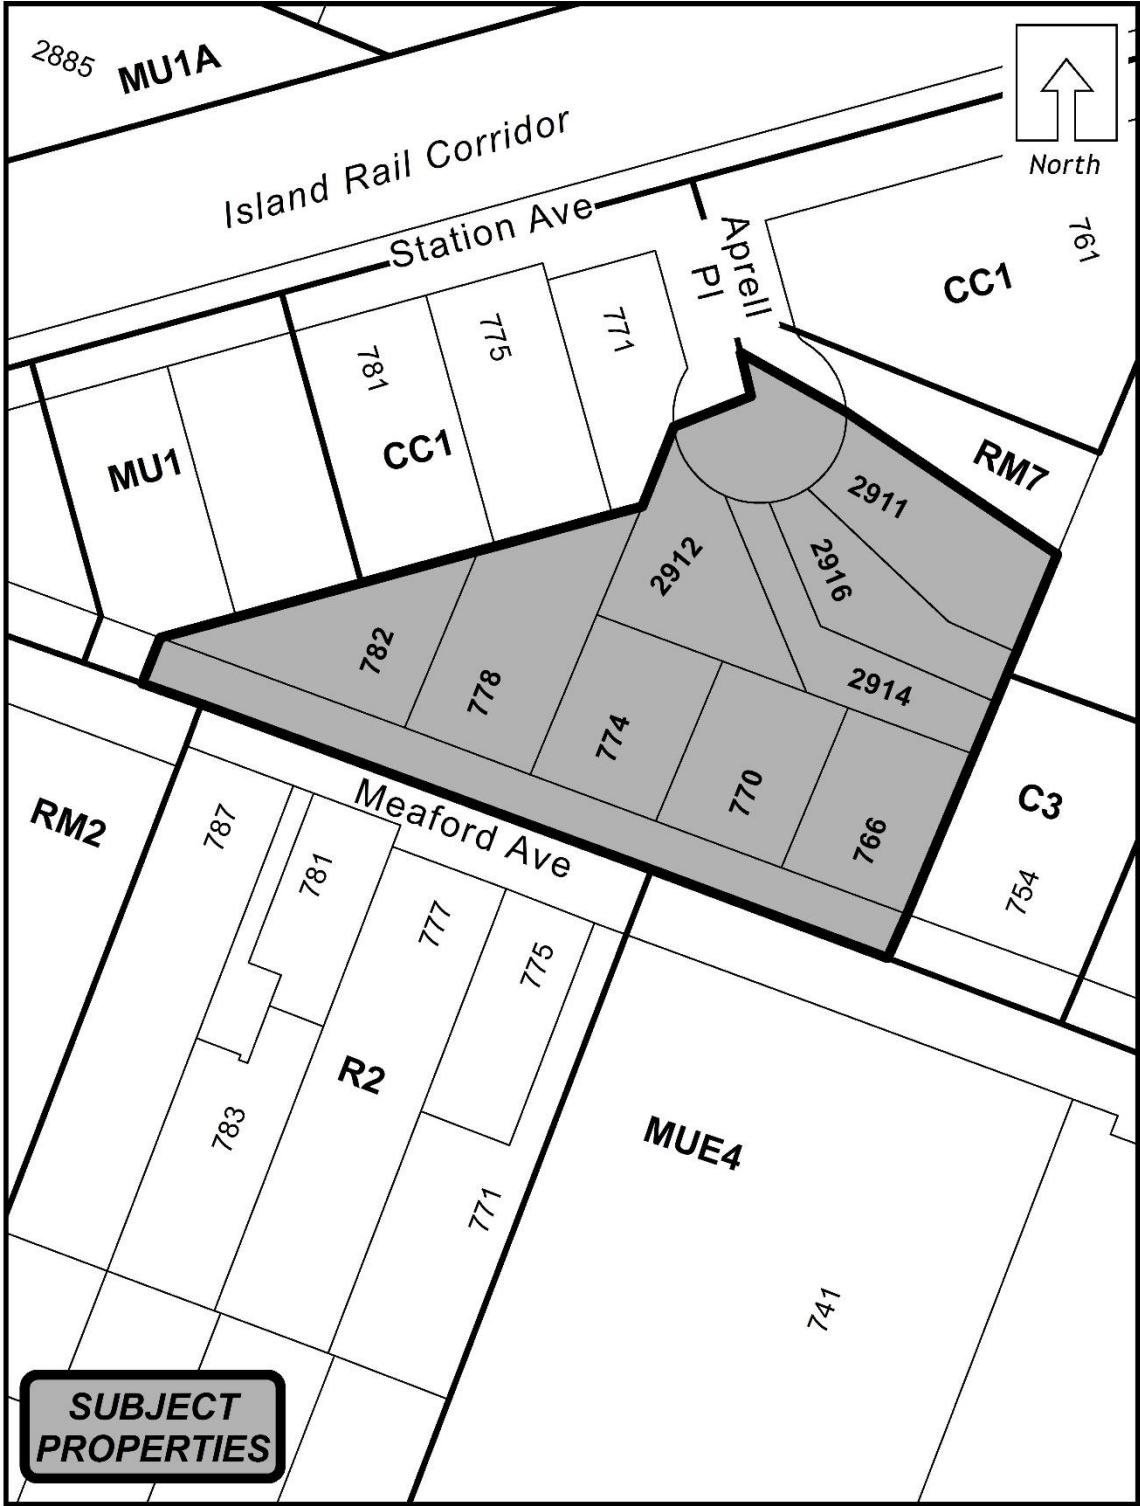 2885
MU1A
Island Rail Corridor
North
Station Ave
Aprell
Pl
761
CC1
781
775
771
MU1
CC1
RM7
2911
2912
2916
782
778
2914
774
770
766
C3
754
Meaford Ave
RM2
787
781
777
775
R2
783
771
MUE4
741
SUBJECT
PROPERTIES